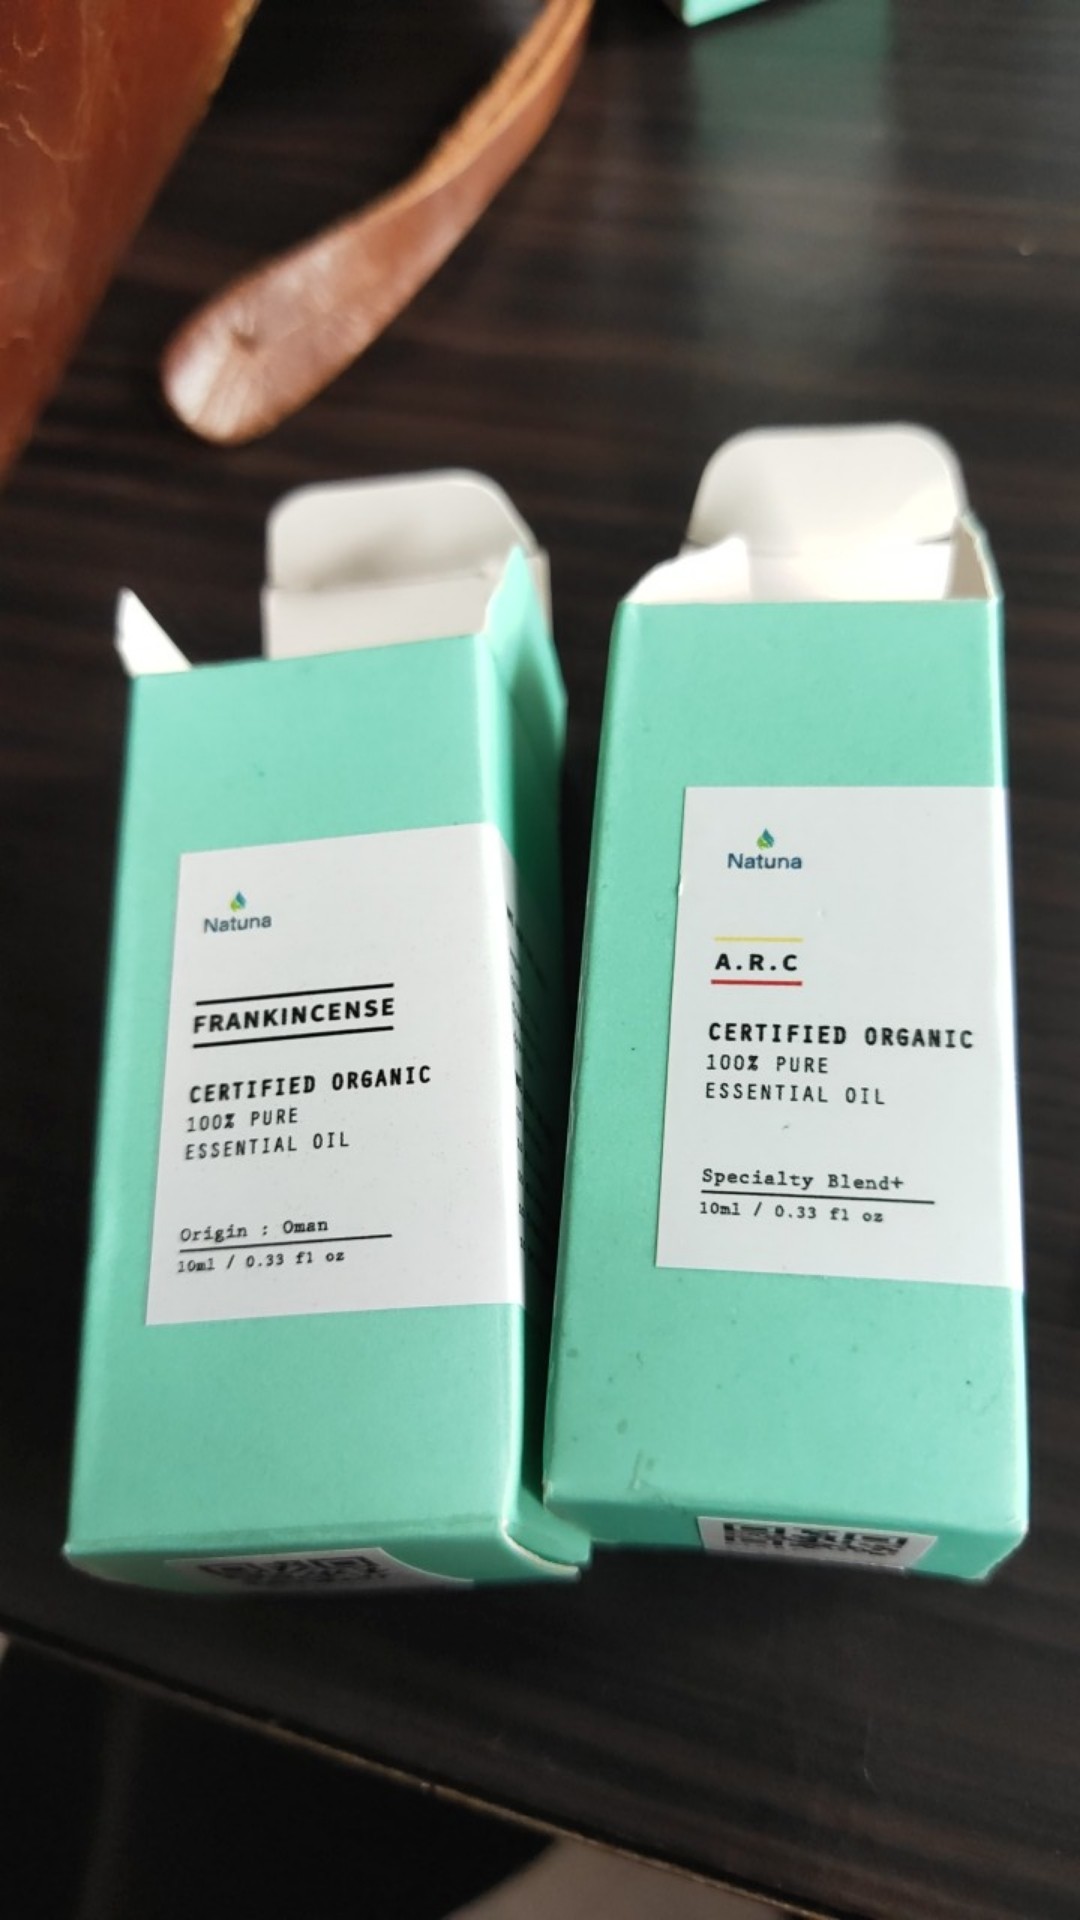 Natuna
FRANKINCENSE
CERTIFIED ORGANIC
100% PURE
ESSENTIAL OIL
Origin : Oman
10ml / 0.33 fl oz
Natuna
A.R.C
CERTIFIED ORGANIC
100% PURE
ESSENTIAL OIL
Specialty Blend+
10ml / 0.33 fl oz